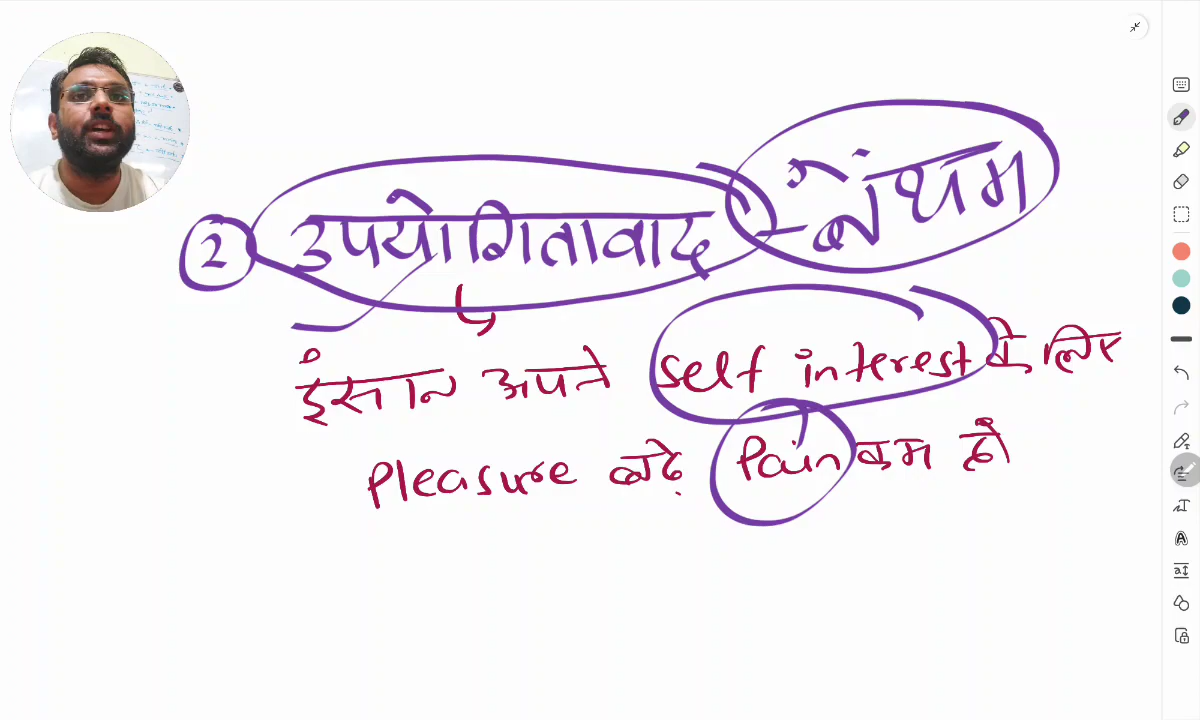 ② उपयोगितावाद - बेंथम
इंसान अपने self interest के लिए
Pleasure बढ़े Pain कम हो